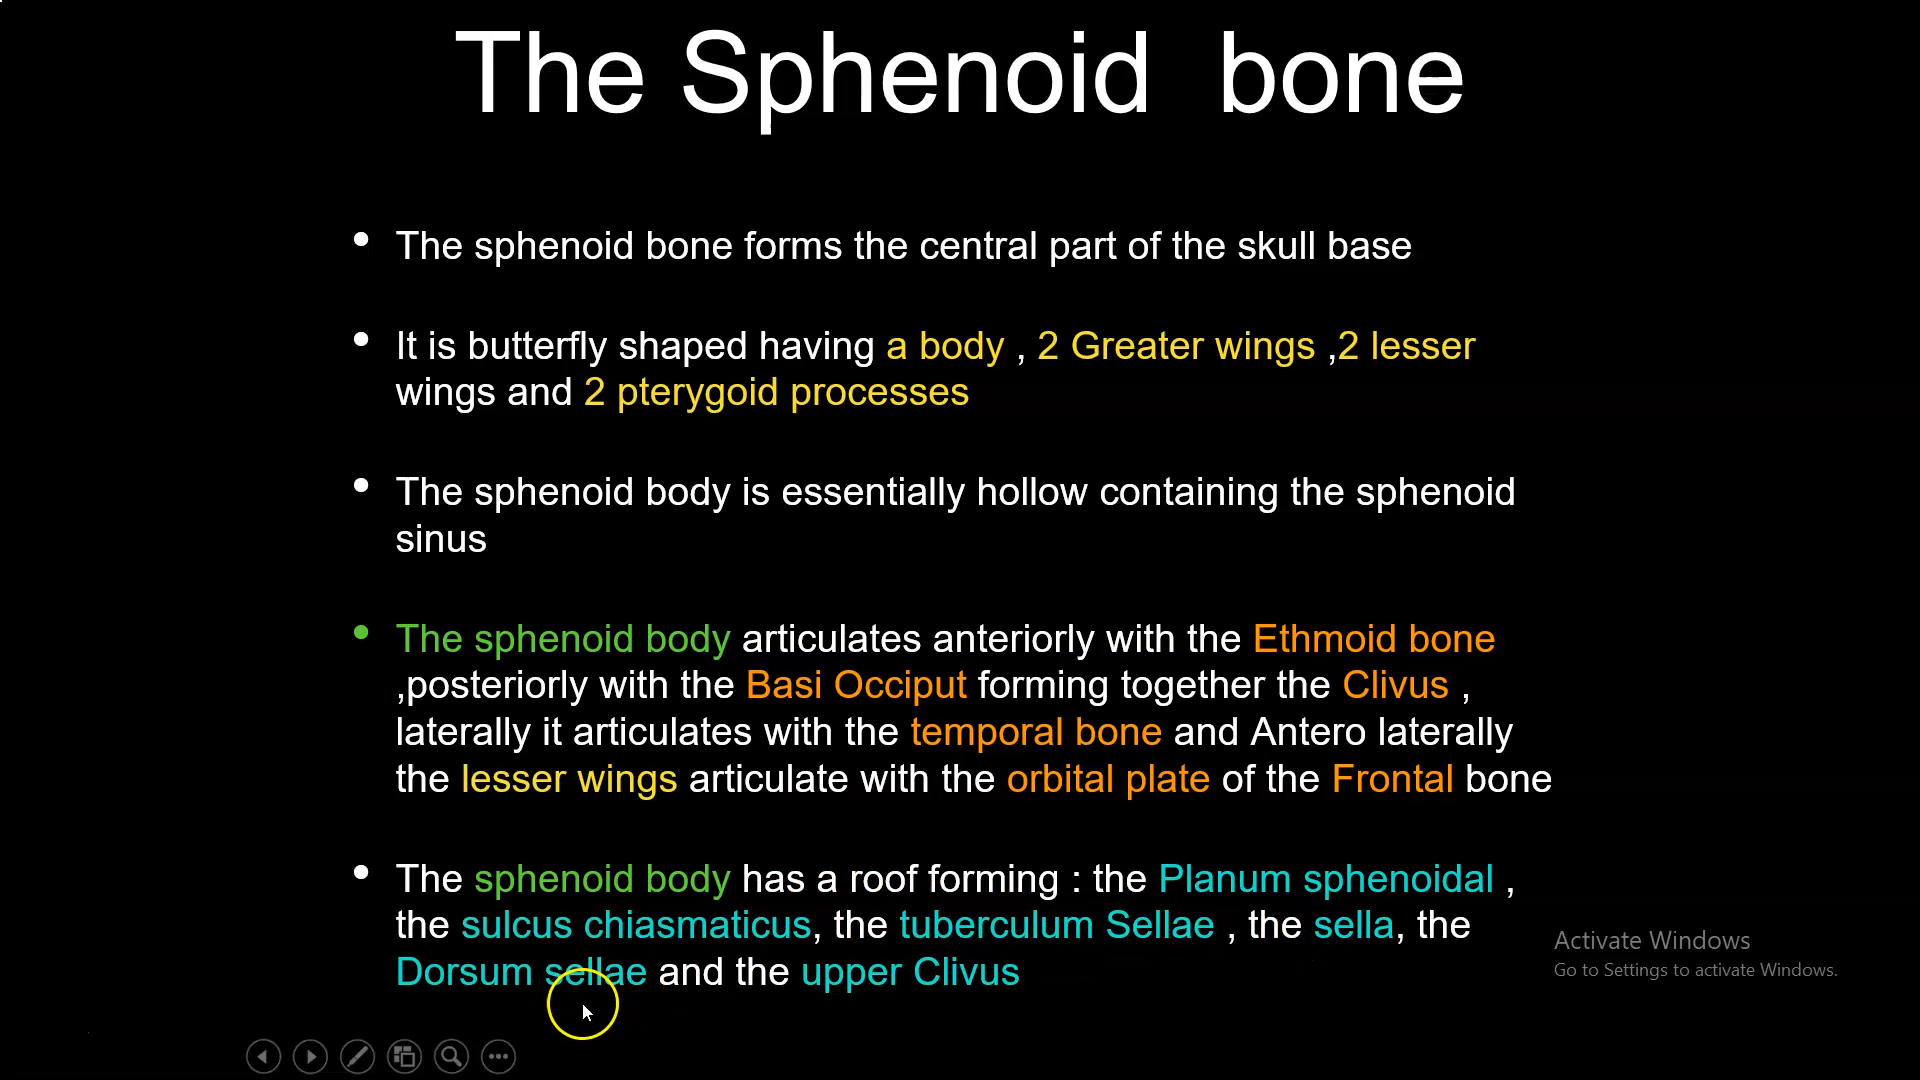 The Sphenoid  bone
• The sphenoid bone forms the central part of the skull base
• It is butterfly shaped having a body , 2 Greater wings ,2 lesser
wings and 2 pterygoid processes
• The sphenoid body is essentially hollow containing the sphenoid
sinus
• The sphenoid body articulates anteriorly with the Ethmoid bone
,posteriorly with the Basi Occiput forming together the Clivus ,
laterally it articulates with the temporal bone and Antero laterally
the lesser wings articulate with the orbital plate of the Frontal bone
• The sphenoid body has a roof forming : the Planum sphenoidal ,
the sulcus chiasmaticus, the tuberculum Sellae , the sella, the
Dorsum sellae and the upper Clivus
Activate Windows
Go to Settings to activate Windows.